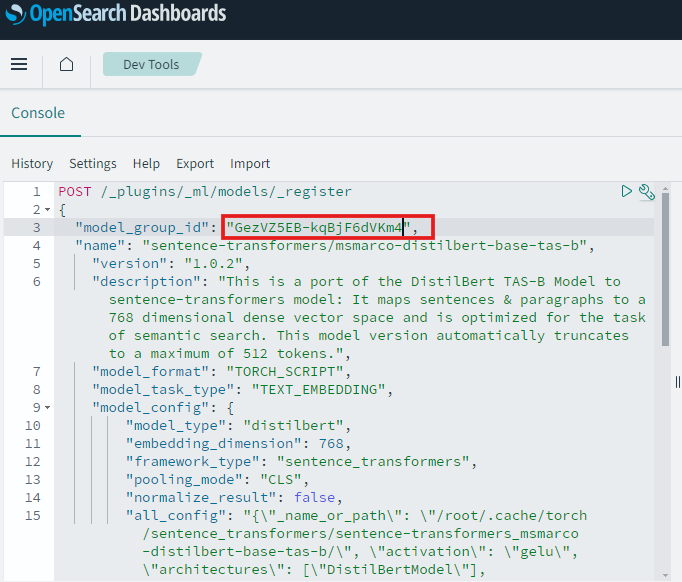 OpenSearch Dashboards
Dev Tools
Console
History Settings Help Export Import
1 POST /_plugins/_ml/models/_register
2 {
3 "model_group_id": "GezVZ5EB-kqBjF6dVKm4",
4 "name": "sentence-transformers/msmarco-distilbert-base-tas-b",
5 "version": "1.0.2",
6 "description": "This is a port of the DistilBert TAS-B Model to
sentence-transformers model: It maps sentences & paragraphs to a
768 dimensional dense vector space and is optimized for the task
of semantic search. This model version automatically truncates
to a maximum of 512 tokens.",
7 "model_format": "TORCH_SCRIPT",
8 "model_task_type": "TEXT_EMBEDDING",
9 "model_config": {
10 "model_type": "distilbert",
11 "embedding_dimension": 768,
12 "framework_type": "sentence_transformers",
13 "pooling_mode": "CLS",
14 "normalize_result": false,
15 "all_config": "{\"_name_or_path\": \"/root/.cache/torch
/sentence_transformers/sentence-transformers_msmarco
-distilbert-base-tas-b/\", \"activation\": \"gelu\",
\"architectures\": [\"DistilBertModel\"],